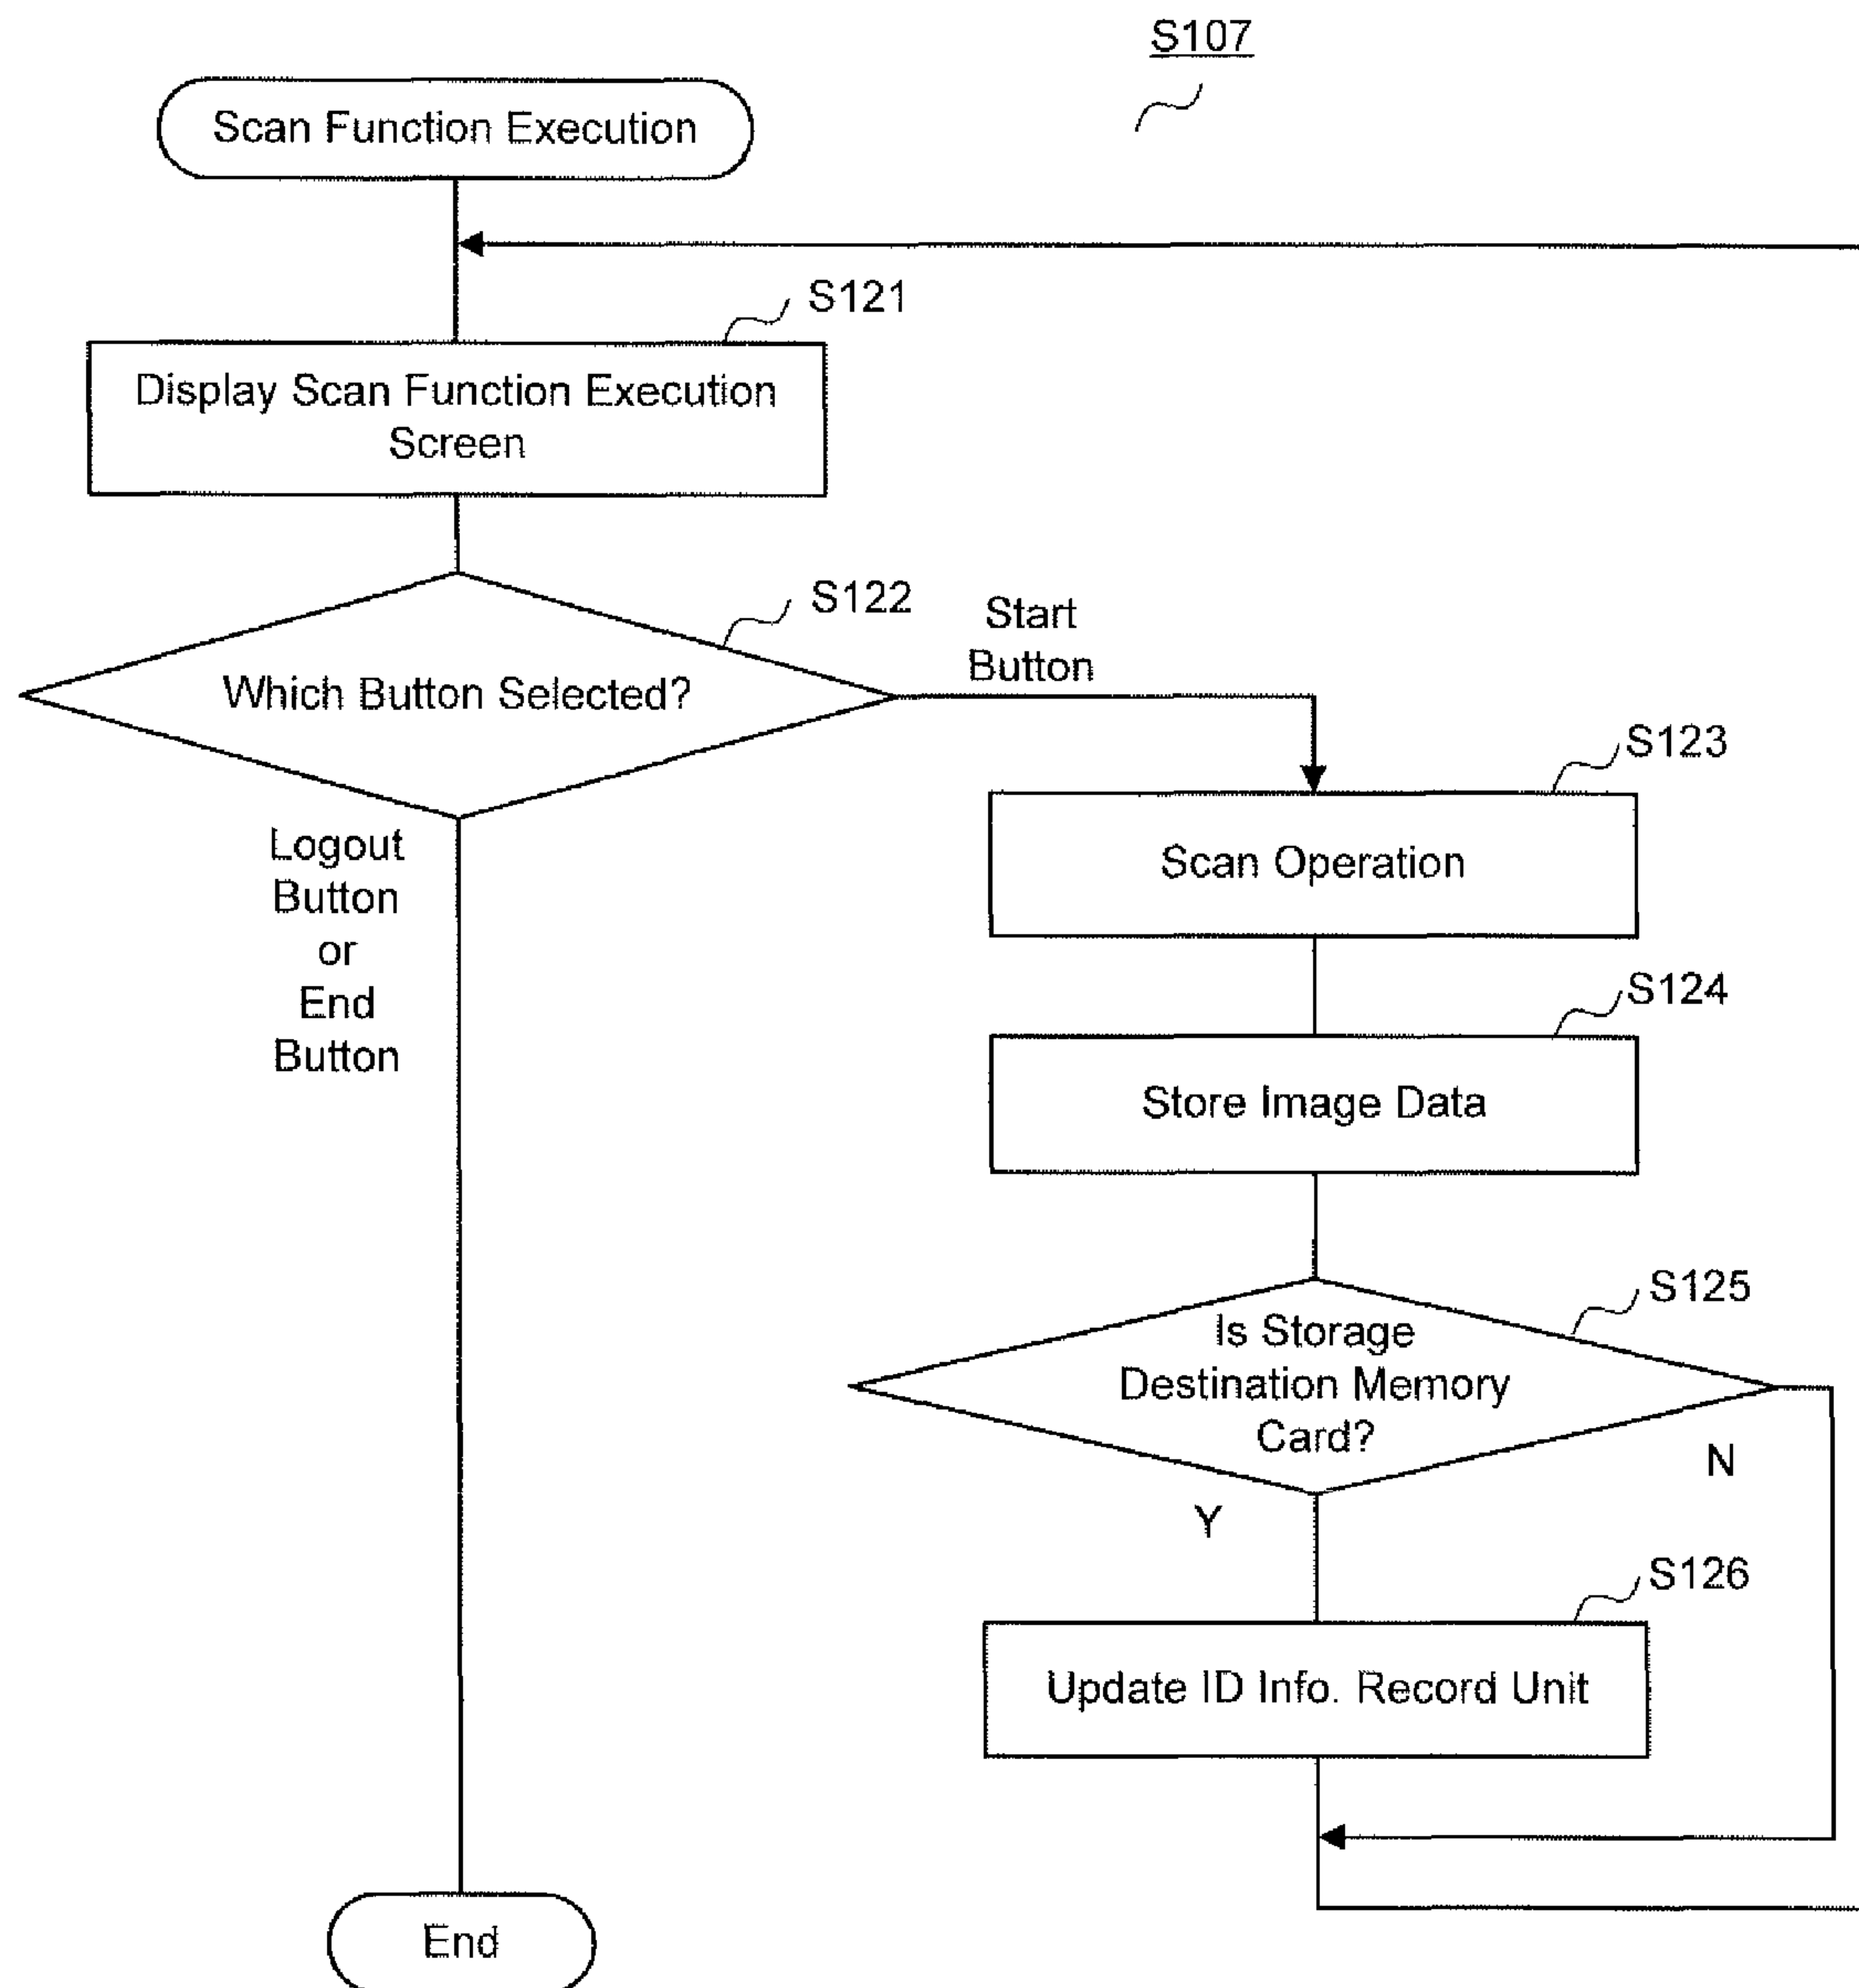 S107
Scan Function Execution
S121
Display Scan Function Execution
Screen
S122
Which Button Selected?
Start
Button
S123
Scan Operation
Logout
Button
or
End
Button
S124
Store Image Data
S125
Is Storage
Destination Memory
Card?
N
Y
S126
Update ID Info. Record Unit
End